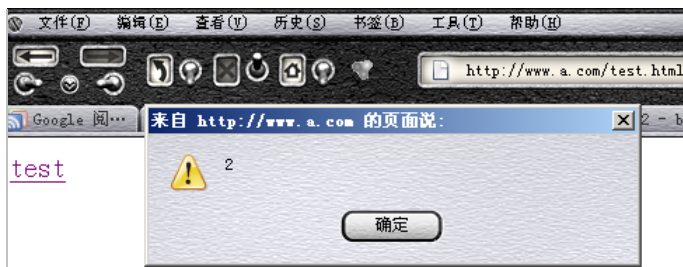 文件(F) 编辑(E) 查看(V) 历史(S) 书签(B) 工具(T) 帮助(H)
http://www.a.com/test.html
Google 阅…
2 - b
来自 http://www.a.com 的页面说:
test
2
确定